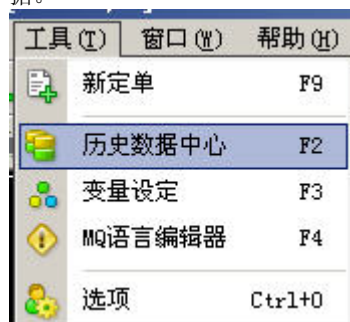 据。
工具(T) 窗口(W) 帮助(H)
新定单 F9
历史数据中心 F2
变量设定 F3
MQ语言编辑器 F4
选项 Ctrl+O